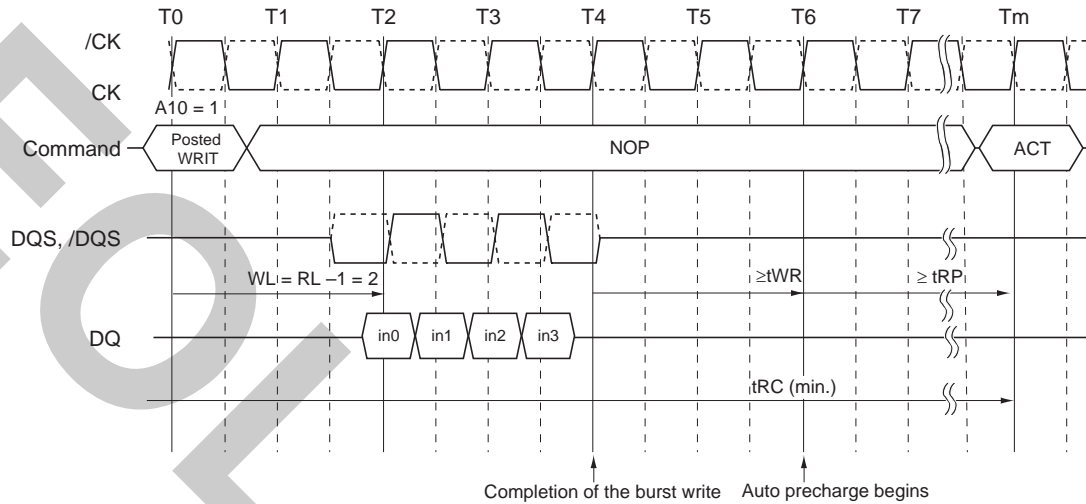 T0 T1 T2 T3 T4 T5 T6 T7 Tm
/CK
CK
A10 = 1
Command
Posted WRIT
NOP
ACT
DQS, /DQS
WL = RL –1 = 2
≥tWR
≥ tRP
DQ
in0 in1 in2 in3
tRC (min.)
Completion of the burst write
Auto precharge begins